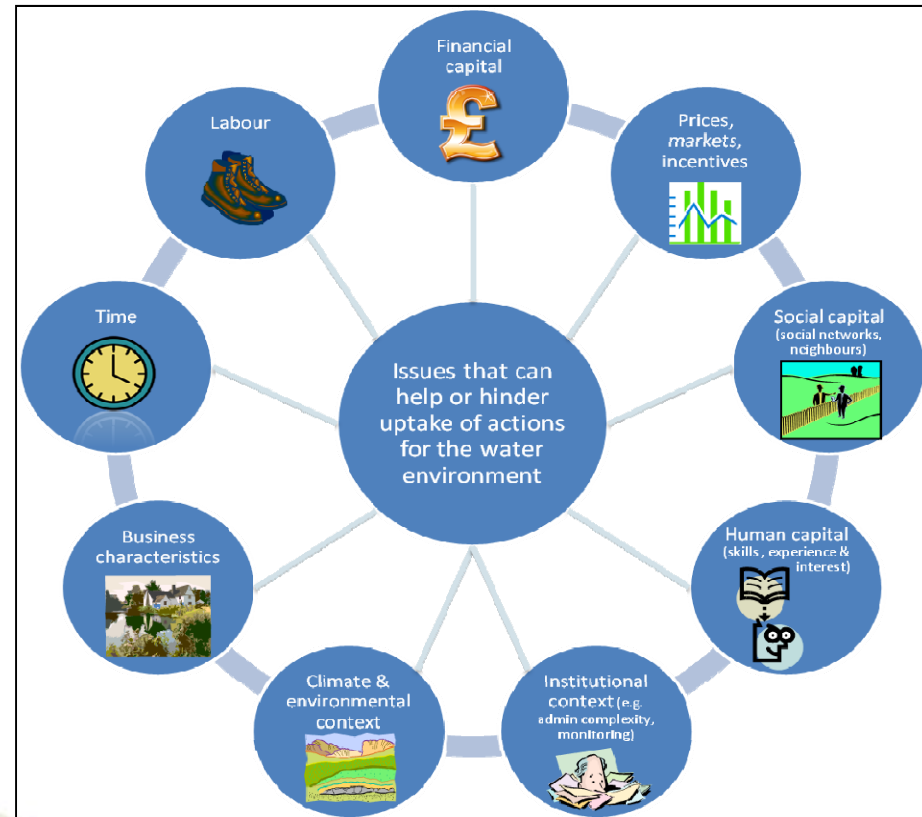 Financial
capital
£
Prices,
markets,
incentives
Social capital
(social networks,
neighbours)
Human capital
(skills, experience &
interest)
Institutional
context (e.g.
admin complexity,
monitoring)
Climate &
environmental
context
Business
characteristics
Time
Labour
Issues that can
help or hinder
uptake of actions
for the water
environment